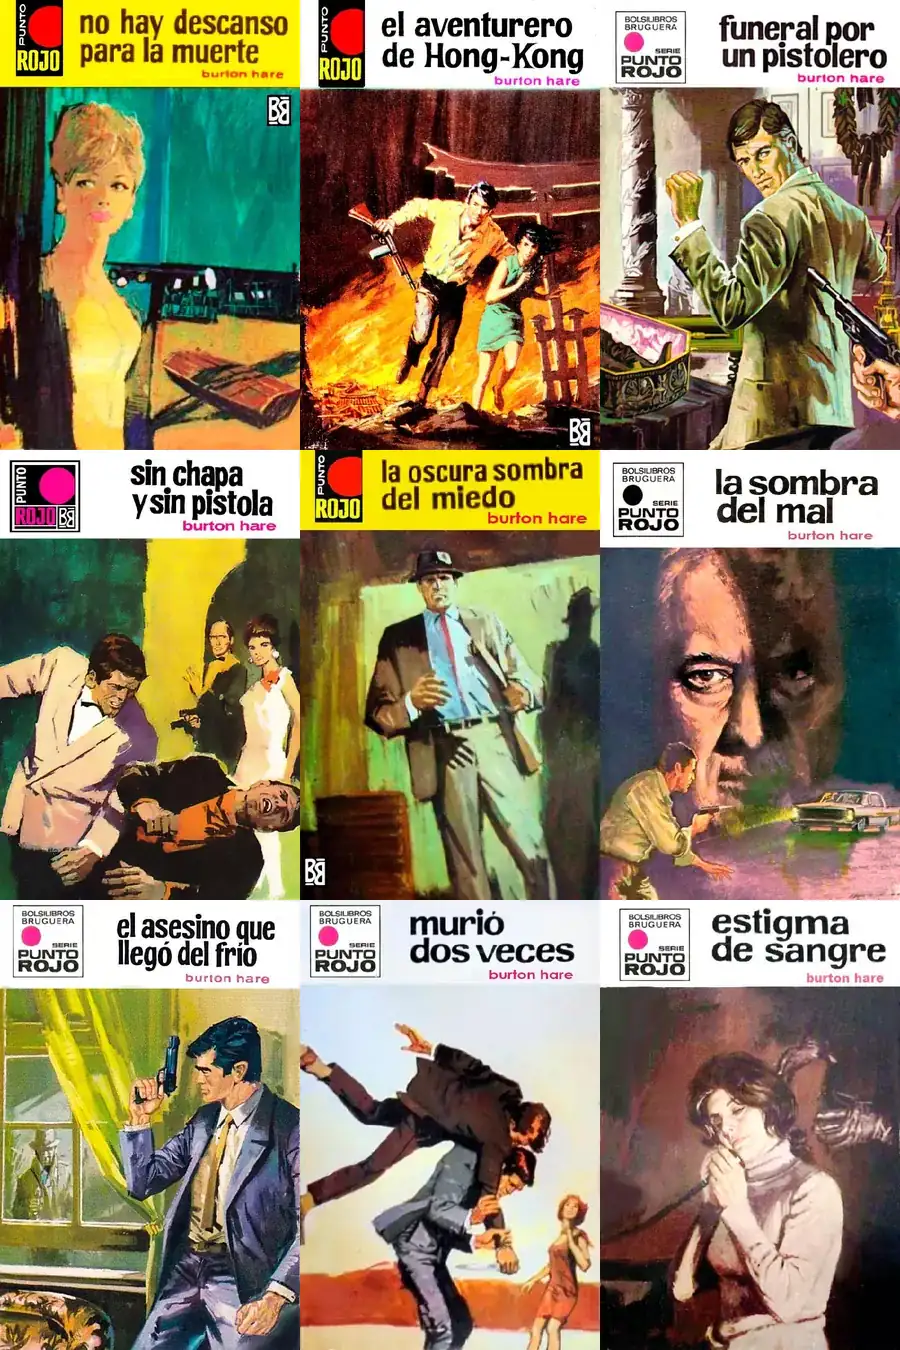 PUNTO
ROJO
no hay descanso
para la muerte
burton hare
BB
PUNTO
ROJO
el aventurero
de Hong-Kong
burton hare
BB
BOLSILIBROS
BRUGUERA
SERIE
PUNTO
ROJO
funeral por
un pistolero
burton hare
PUNTO
ROJO
BB
sin chapa
y sin pistola
burton hare
PUNTO
ROJO
la oscura sombra
del miedo
burton hare
BB
BOLSILIBROS
BRUGUERA
SERIE
PUNTO
ROJO
la sombra
del mal
burton hare
BOLSILIBROS
BRUGUERA
SERIE
PUNTO
ROJO
el asesino que
llegó del frío
burton hare
BOLSILIBROS
BRUGUERA
SERIE
PUNTO
ROJO
murió
dos veces
burton hare
BOLSILIBROS
BRUGUERA
SERIE
PUNTO
ROJO
estigma
de sangre
burton hare